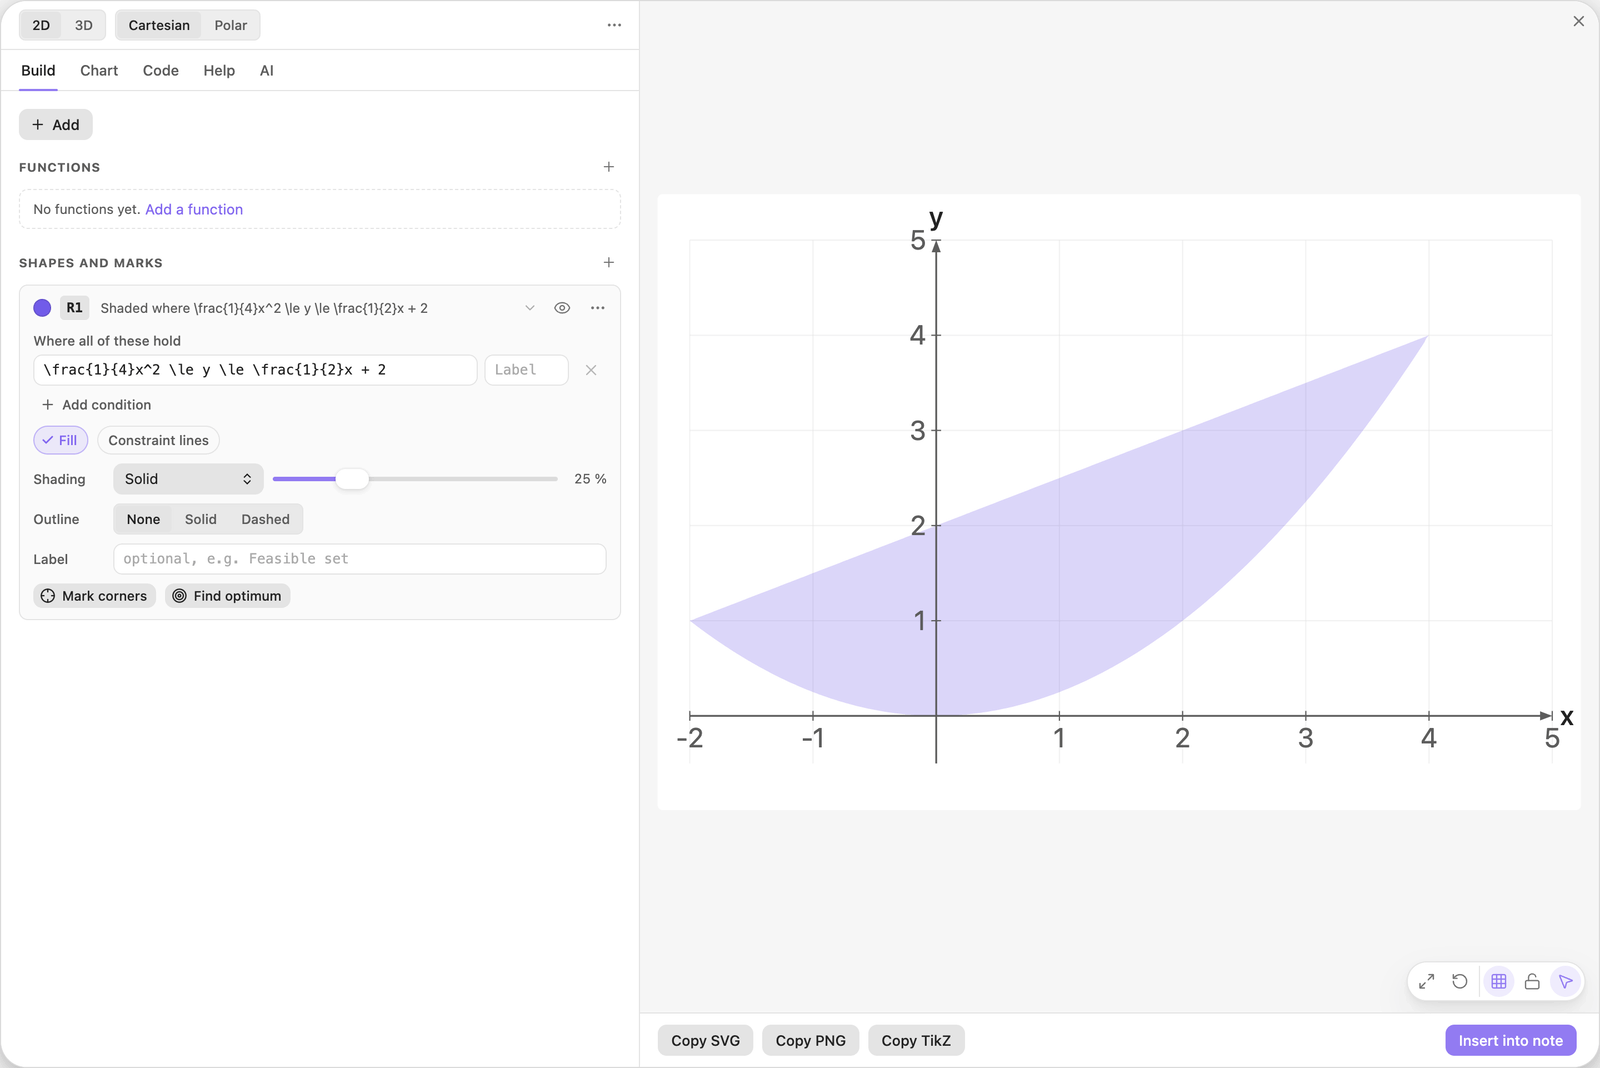 2D 3D Cartesian Polar
Build Chart Code Help AI
+ Add
FUNCTIONS
No functions yet. Add a function
SHAPES AND MARKS
R1 Shaded where \frac{1}{4}x^2 \le y \le \frac{1}{2}x + 2
Where all of these hold
\frac{1}{4}x^2 \le y \le \frac{1}{2}x + 2 Label
+ Add condition
Fill Constraint lines
Shading Solid 25 %
Outline None Solid Dashed
Label optional, e.g. Feasible set
Mark corners Find optimum
y
5
4
3
2
1
x
-2 -1 1 2 3 4 5
Copy SVG Copy PNG Copy TikZ Insert into note